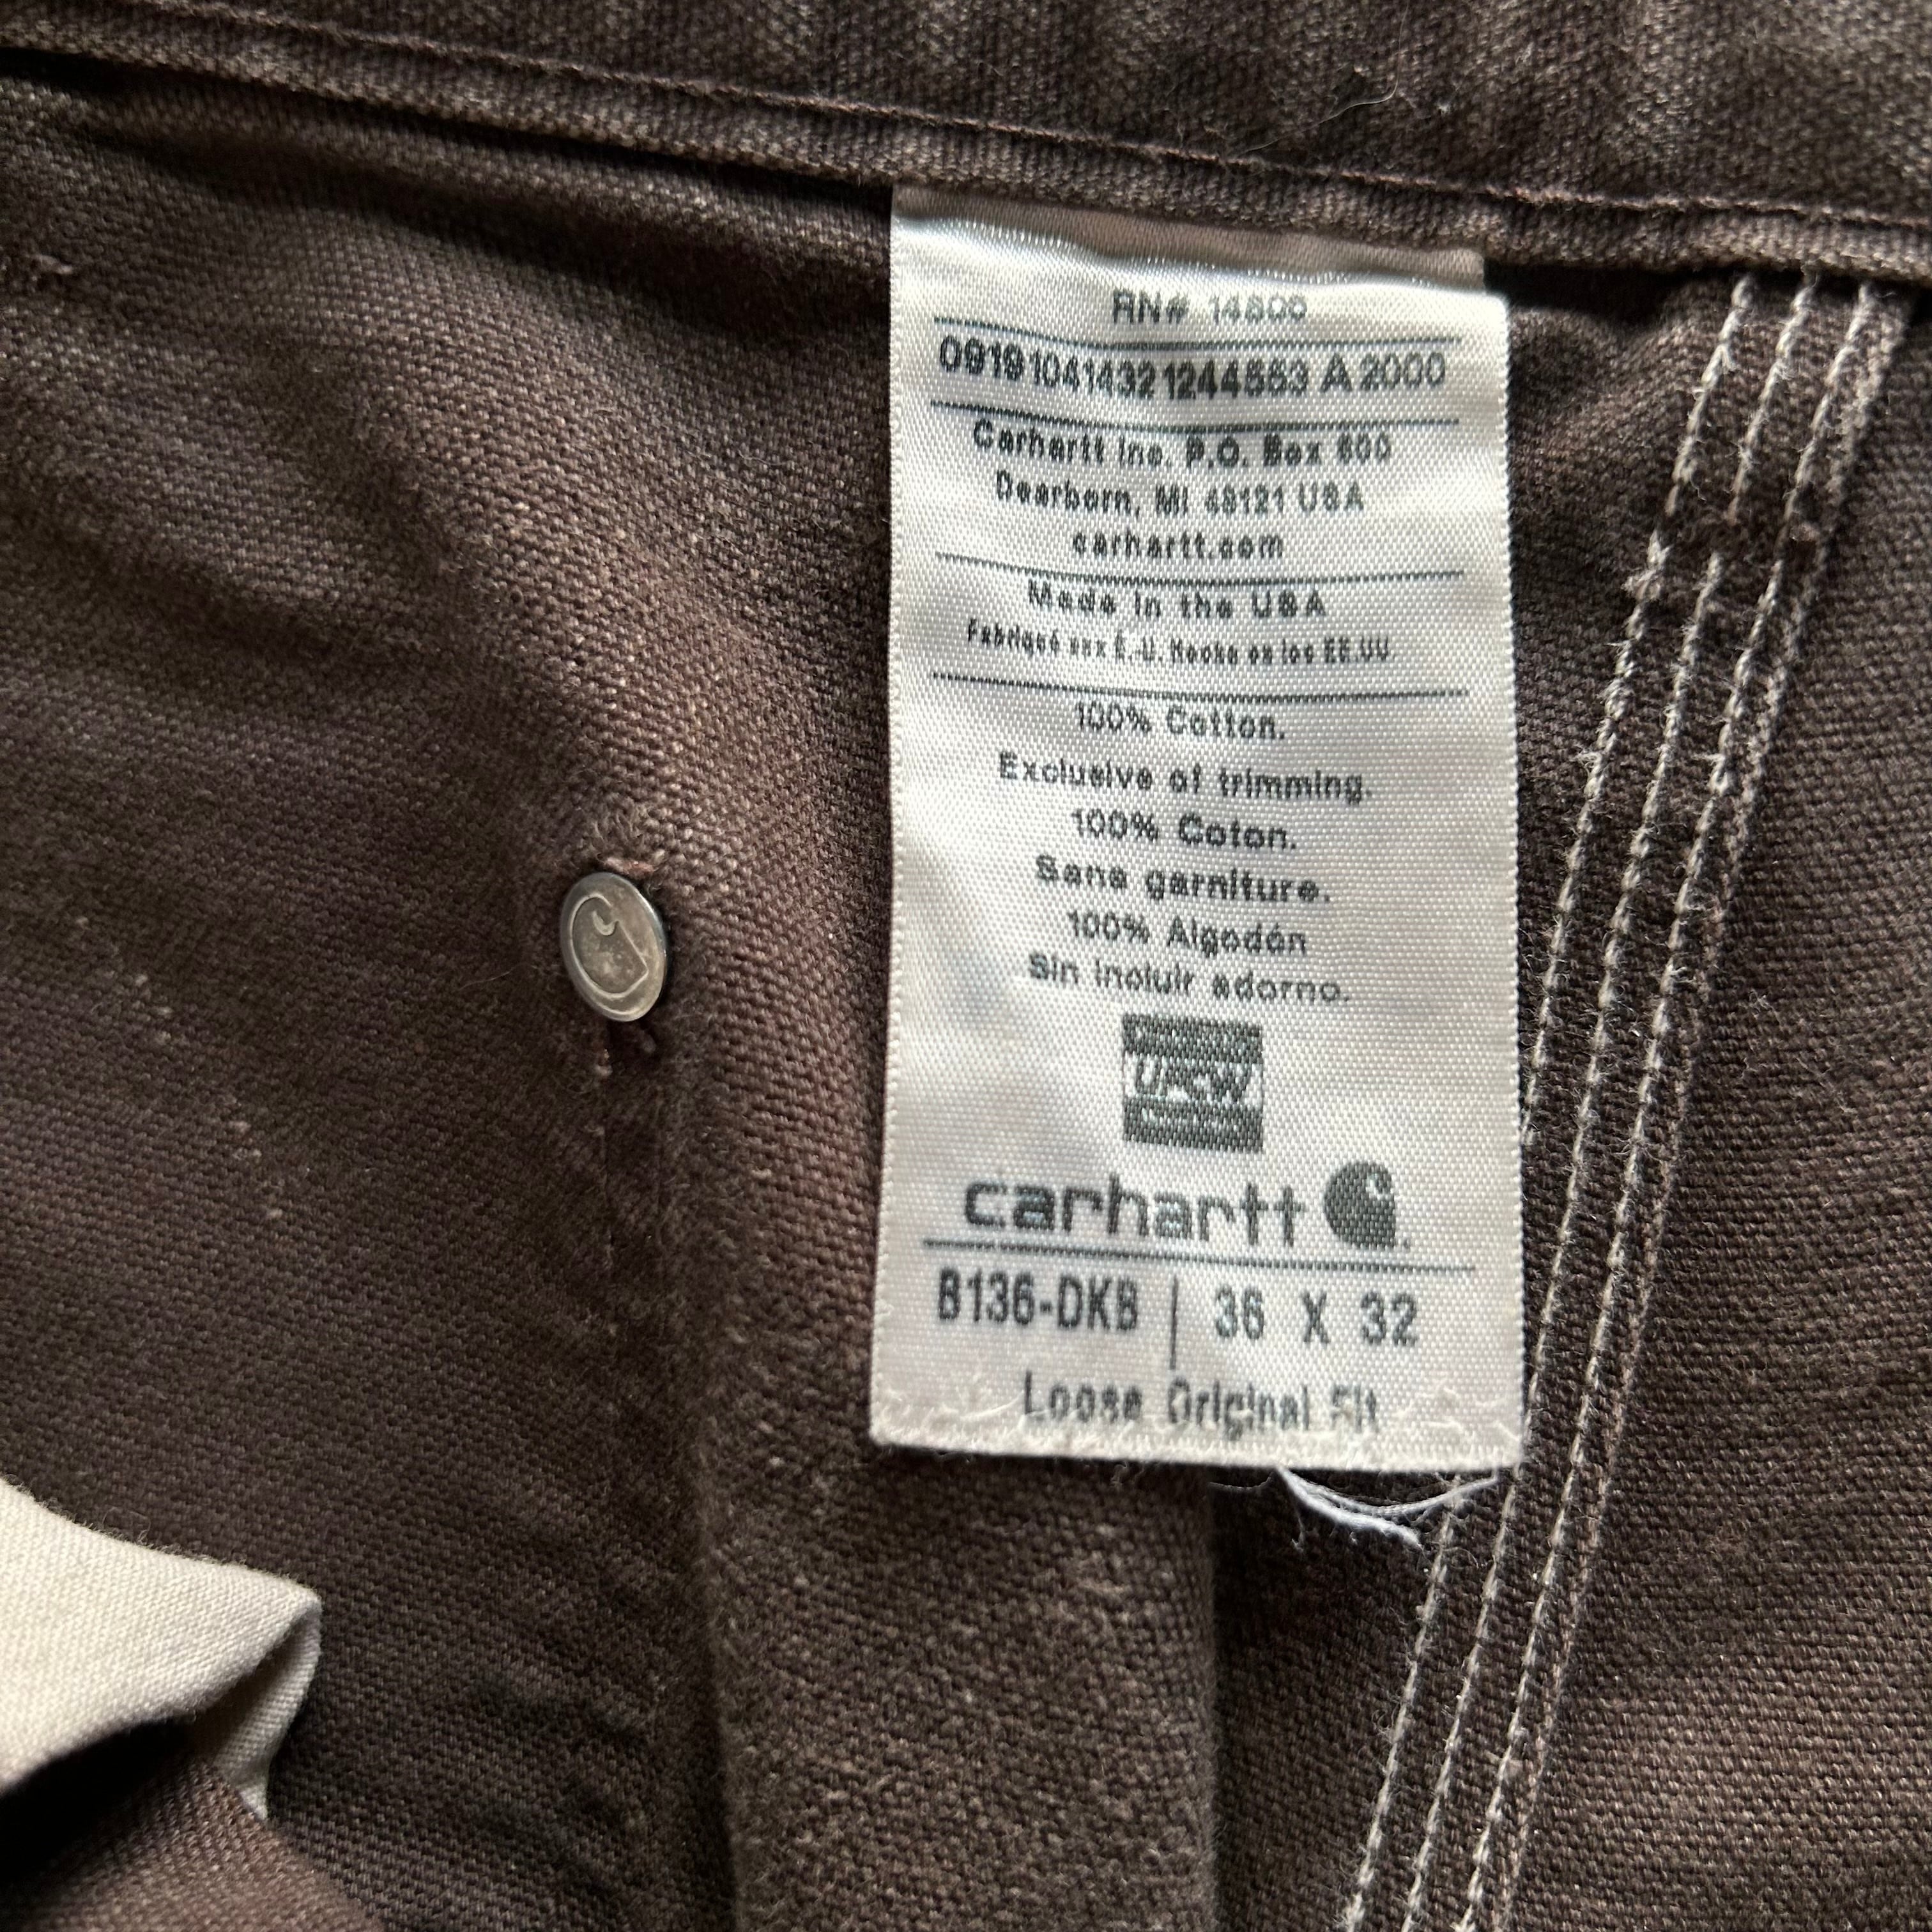 RN# 14806
0919104143212445​53 A 2000
Carhartt Inc. P.O. Box 600
Dearborn, MI 48121 USA
carhartt.com
Made in the USA
Fabriqué aux É.-U. Hecho en los EE.UU
100% Cotton.
Exclusive of trimming.
100% Coton.
Sans garniture.
100% Algodón
Sin incluir adorno.
UFCW
carhartt
B136-DKB | 36 X 32
Loose Original Fit